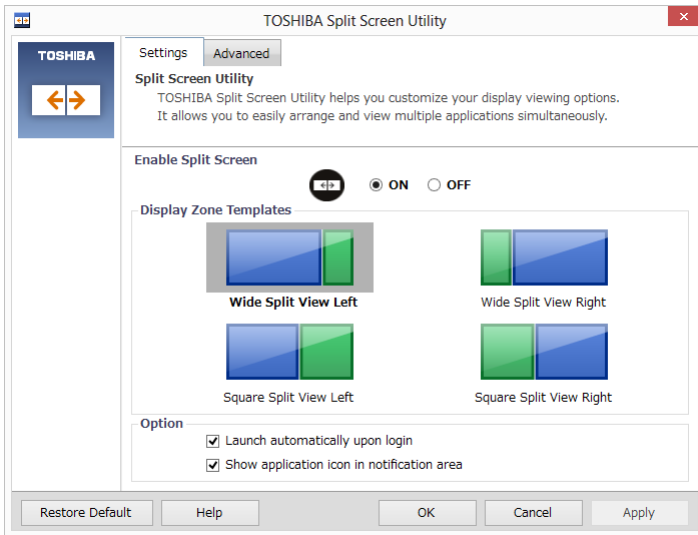 TOSHIBA Split Screen Utility
TOSHIBA
Settings
Advanced
Split Screen Utility
TOSHIBA Split Screen Utility helps you customize your display viewing options.
It allows you to easily arrange and view multiple applications simultaneously.
Enable Split Screen
ON
OFF
Display Zone Templates
Wide Split View Left
Wide Split View Right
Square Split View Left
Square Split View Right
Option
Launch automatically upon login
Show application icon in notification area
Restore Default
Help
OK
Cancel
Apply